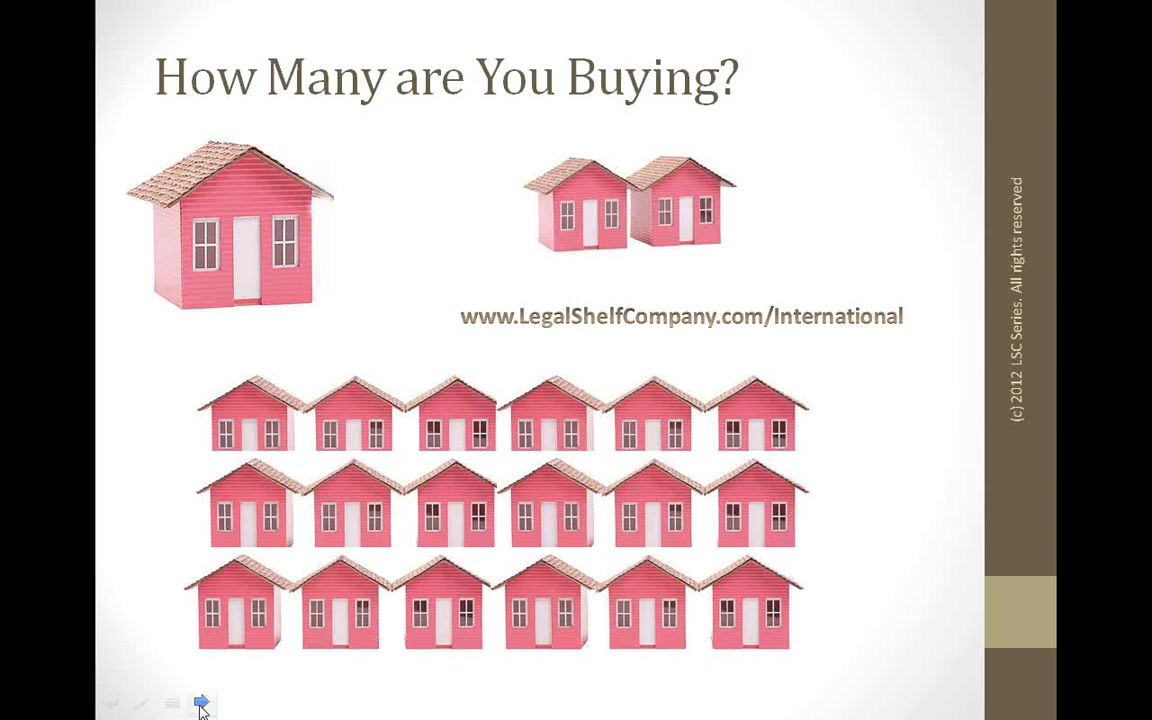 How Many are You Buying?
www.LegalShelfCompany.com/International
(c) 2012 LSC Series. All rights reserved